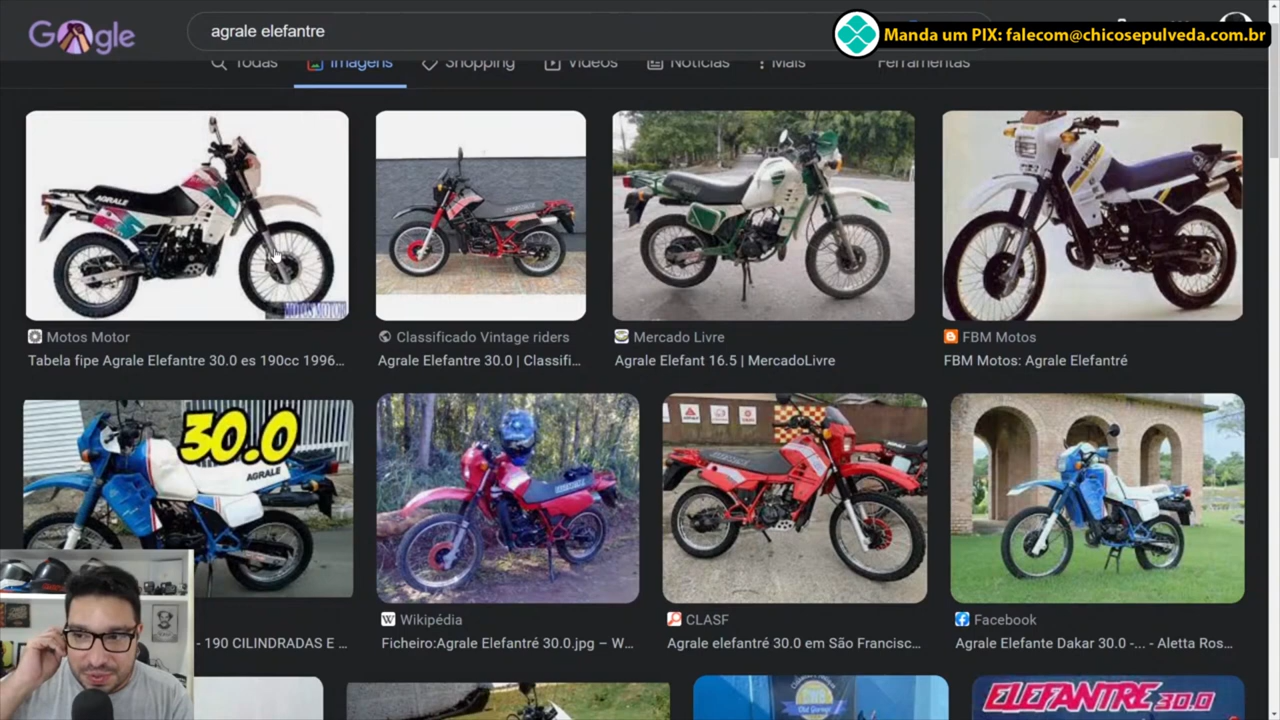 Google
agrale elefantre
Manda um PIX: falecom@chicosepulveda.com.br
Todas
Imagens
Shopping
Vídeos
Notícias
Mais
Ferramentas
AGRALE
Motos Motor
Tabela fipe Agrale Elefantre 30.0 es 190cc 1996...
Classificado Vintage riders
Agrale Elefantre 30.0 | Classifi...
Mercado Livre
Agrale Elefant 16.5 | MercadoLivre
FBM Motos
FBM Motos: Agrale Elefantré
30.0
AGRALE
- 190 CILINDRADAS E ...
W Wikipédia
Ficheiro:Agrale Elefantré 30.0.jpg – W...
CLASF
Agrale elefantré 30.0 em São Francisc...
Facebook
Agrale Elefante Dakar 30.0 -... - Aletta Ros...
ELEFANTRE 30.0